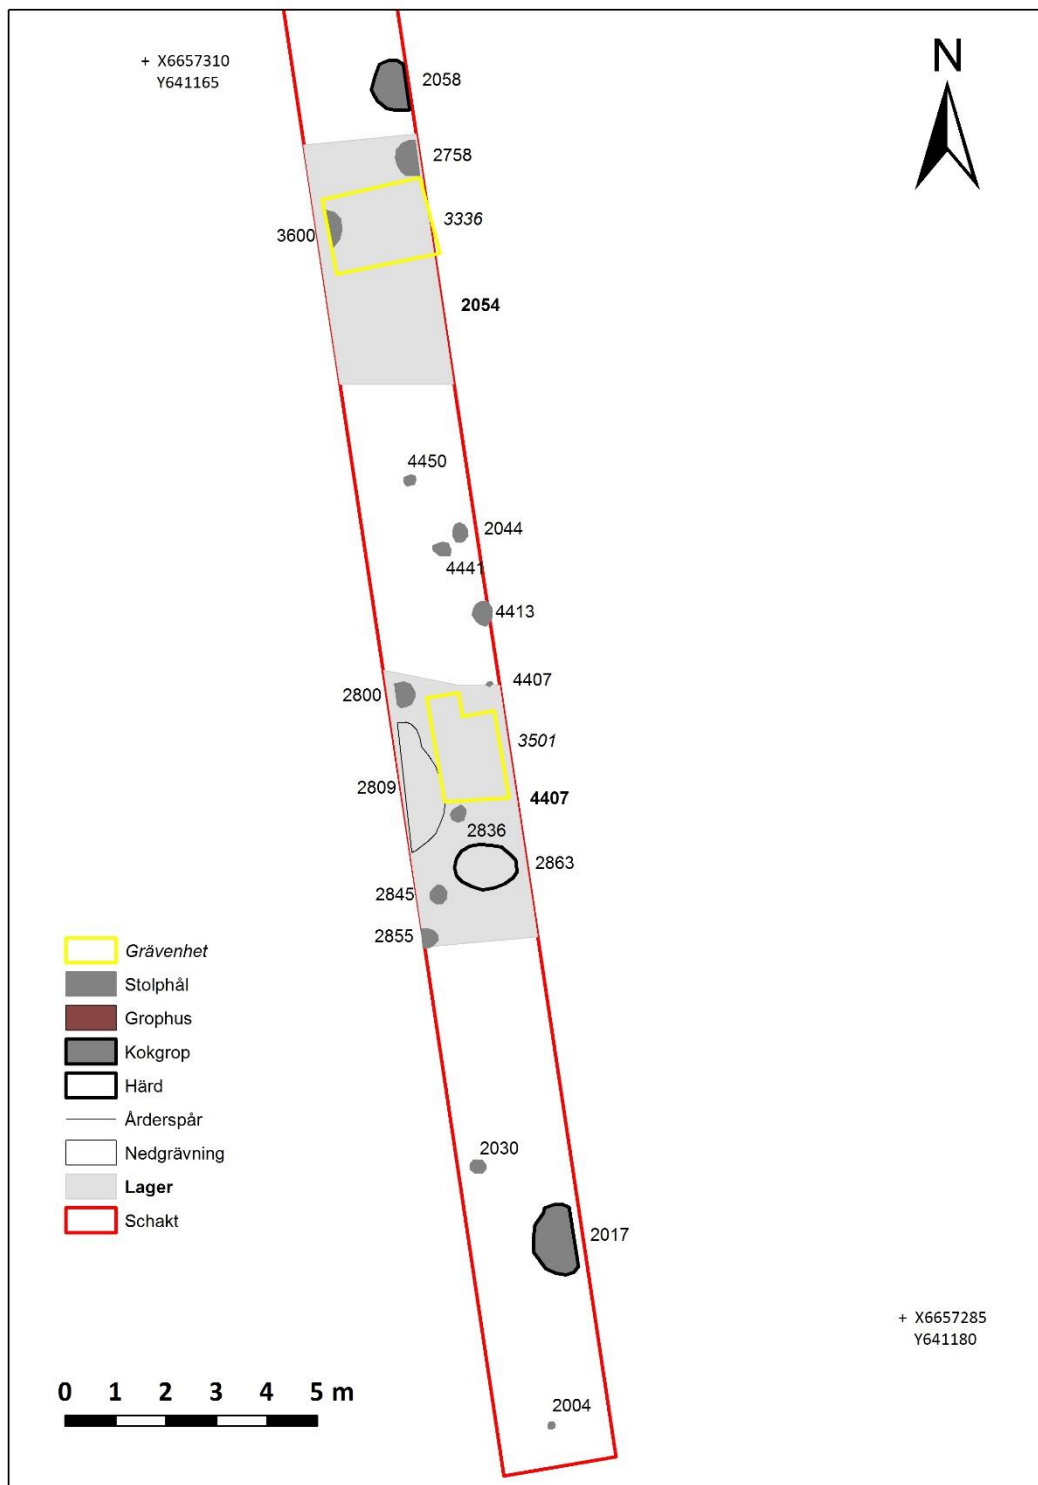 + X6657310
Y641165
N
2058
2758
3336
3600
2054
4450
2044
4441
4413
4407
2800
3501
2809
4407
2836
2863
2845
2855
Grävenhet
Stolphål
Grophus
Kokgrop
Härd
Årderspår
Nedgrävning
Lager
Schakt
2030
2017
+ X6657285
Y641180
0 1 2 3 4 5 m
2004